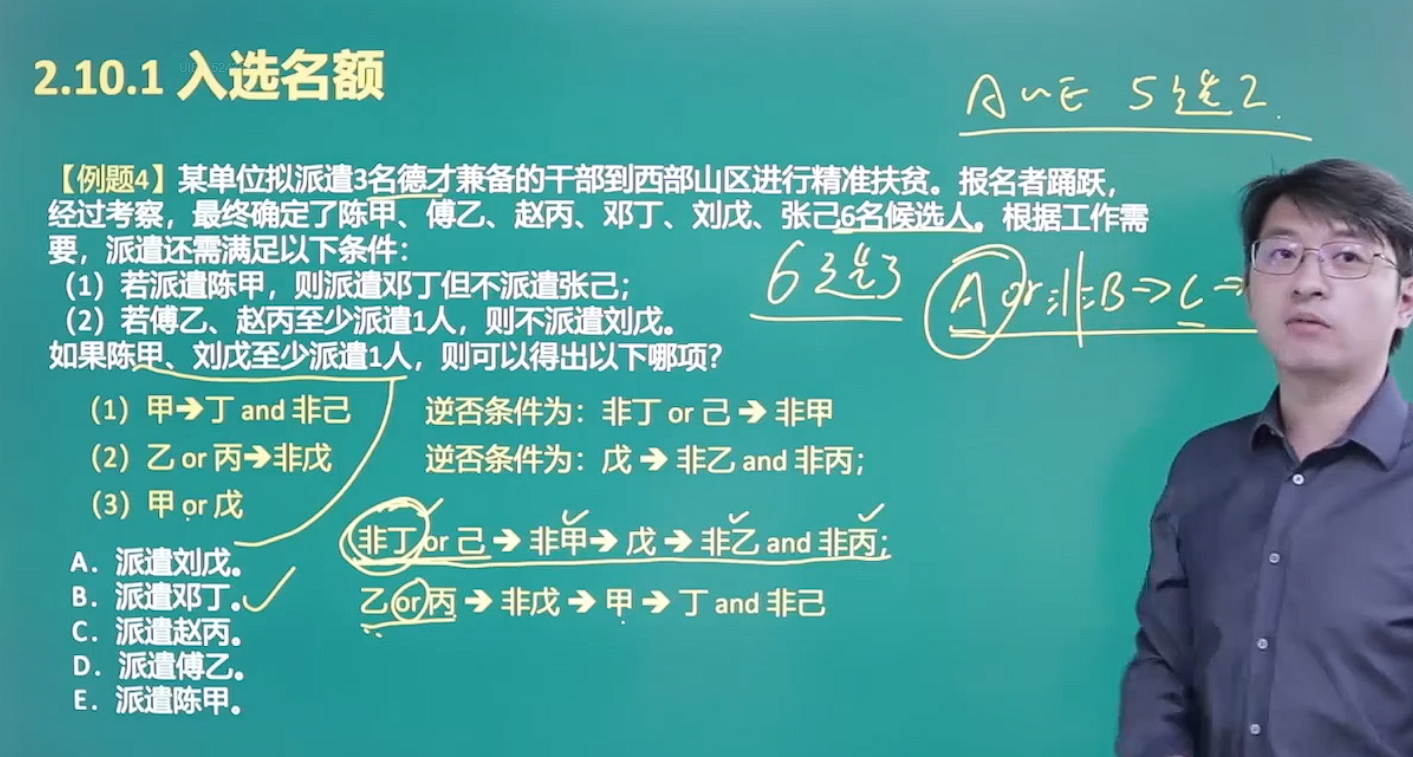 2.10.1 入选名额
A~E 5选2
【例题4】某单位拟派遣3名德才兼备的干部到西部山区进行精准扶贫。报名者踊跃，
经过考察，最终确定了陈甲、傅乙、赵丙、邓丁、刘戊、张己6名候选人。根据工作需
要，派遣还需满足以下条件：
（1）若派遣陈甲，则派遣邓丁但不派遣张己；
（2）若傅乙、赵丙至少派遣1人，则不派遣刘戊。
如果陈甲、刘戊至少派遣1人，则可以得出以下哪项？
6选3
A or 非B⇒C⇒
（1）甲➔丁 and 非己
逆否条件为：非丁 or 己 ➔ 非甲
（2）乙 or 丙➔非戊
逆否条件为：戊 ➔ 非乙 and 非丙；
（3）甲 or 戊
非丁 or 己 ➔ 非甲➔ 戊 ➔ 非乙 and 非丙；
乙 or 丙 ➔ 非戊 ➔ 甲 ➔ 丁 and 非己
A．派遣刘戊。
B．派遣邓丁。
C．派遣赵丙。
D．派遣傅乙。
E．派遣陈甲。